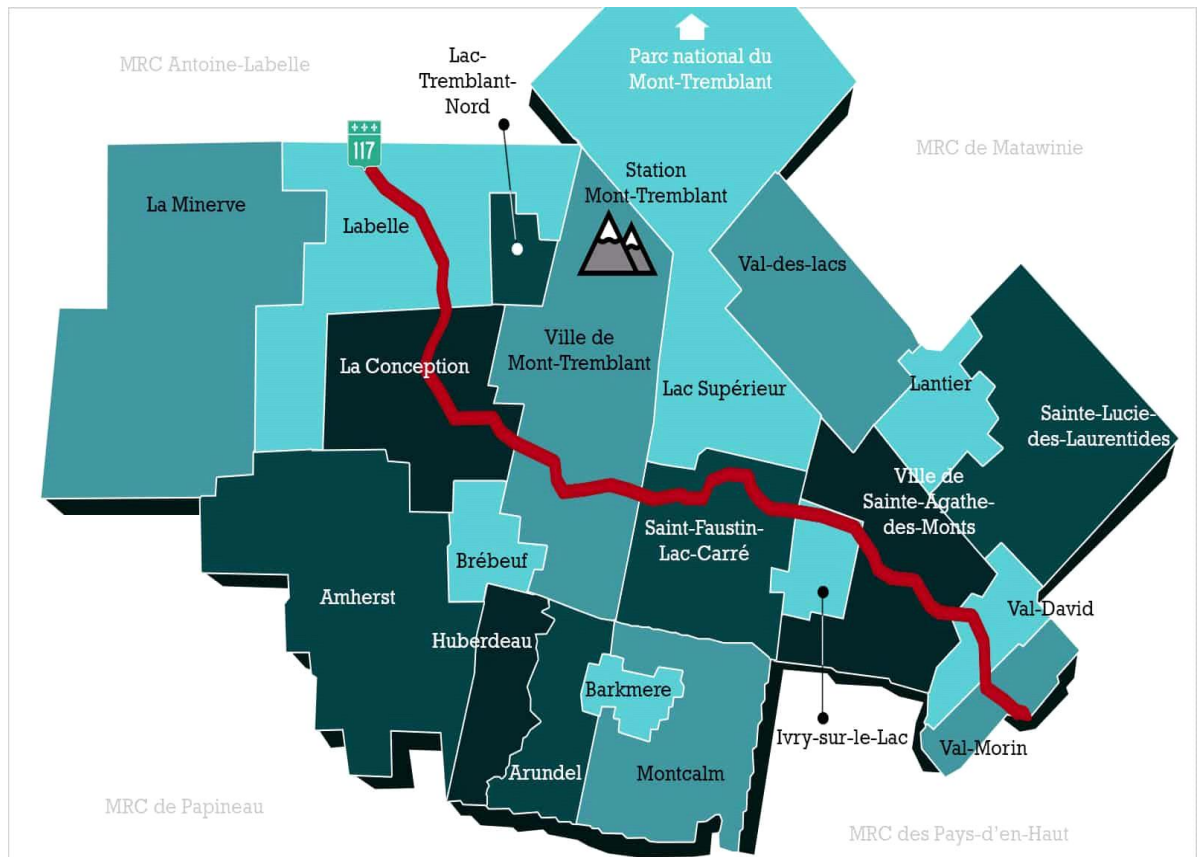 MRC Antoine-Labelle
Lac-
Tremblant-
Nord
Parc national du
Mont-Tremblant
MRC de Matawinie
117
Station
Mont-Tremblant
La Minerve
Labelle
Val-des-lacs
Ville de
Mont-Tremblant
La Conception
Lac Supérieur
Lantier
Sainte-Lucie-
des-Laurentides
Ville de
Sainte-Agathe-
des-Monts
Saint-Faustin-
Lac-Carré
Brébeuf
Amherst
Val-David
Huberdeau
Barkmere
Ivry-sur-le-Lac
Val-Morin
Arundel
Montcalm
MRC de Papineau
MRC des Pays-d'en-Haut